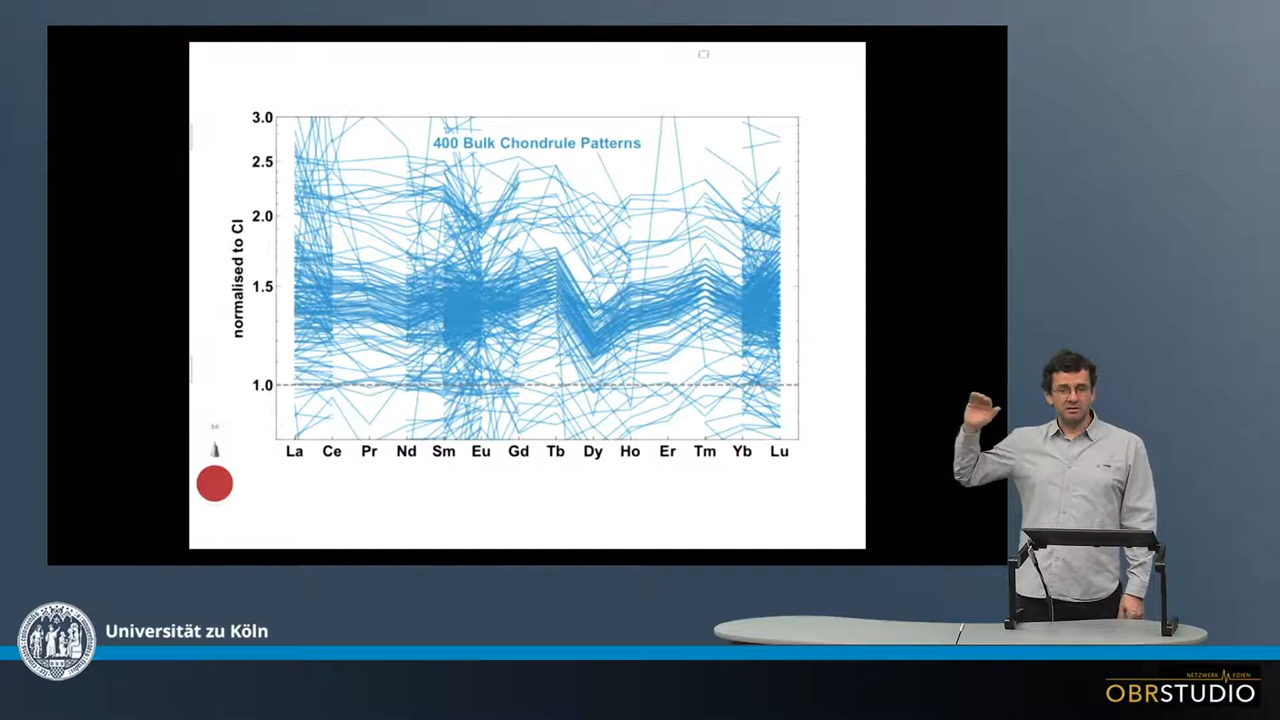 3.0
400 Bulk Chondrule Patterns
2.5
2.0
normalised to CI
1.5
1.0
La Ce Pr Nd Sm Eu Gd Tb Dy Ho Er Tm Yb Lu
Universität zu Köln
NETZWERK MEDIEN
OBRSTUDIO